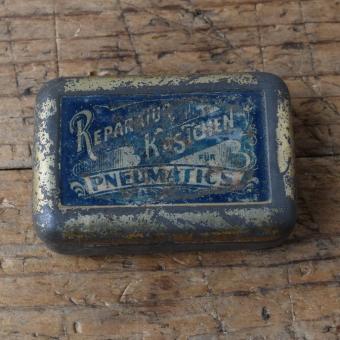 REPARATUR
KÄSTCHEN
FÜR
PNEUMATICS